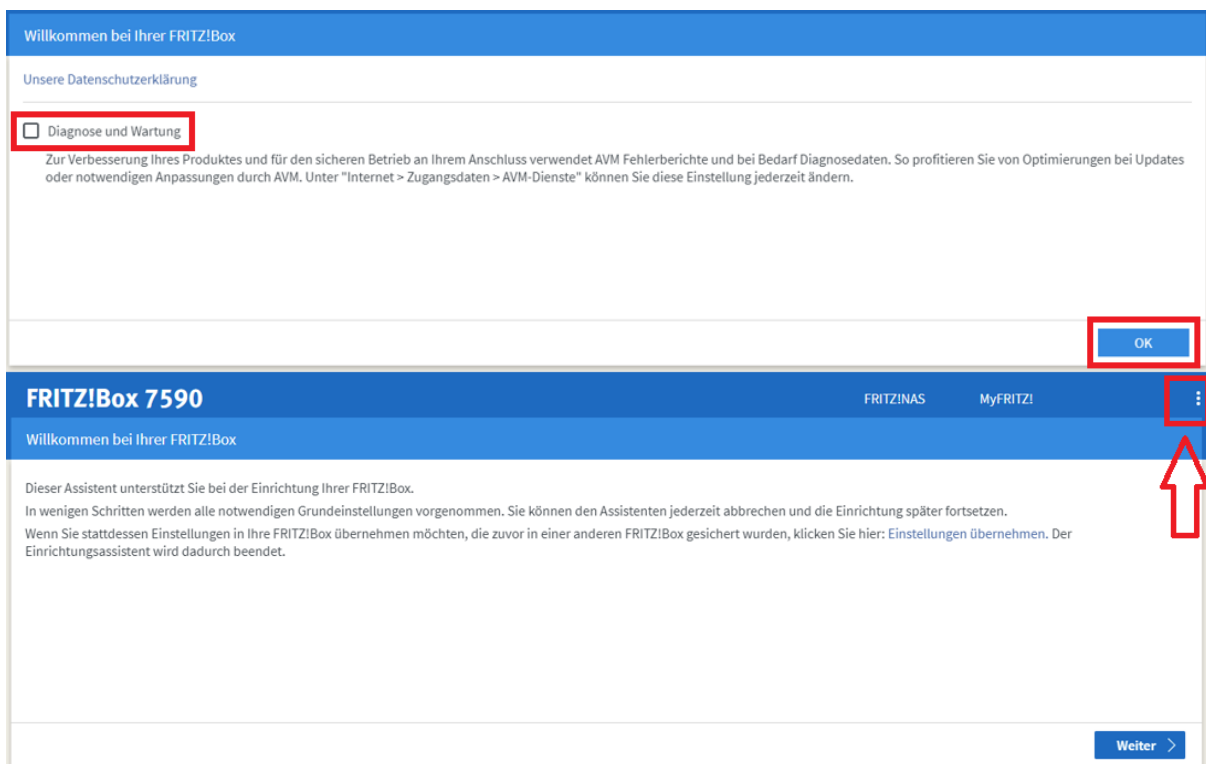 Willkommen bei Ihrer FRITZ!Box
Unsere Datenschutzerklärung
Diagnose und Wartung
Zur Verbesserung Ihres Produktes und für den sicheren Betrieb an Ihrem Anschluss verwendet AVM Fehlerberichte und bei Bedarf Diagnosedaten. So profitieren Sie von Optimierungen bei Updates
oder notwendigen Anpassungen durch AVM. Unter "Internet > Zugangsdaten > AVM-Dienste" können Sie diese Einstellung jederzeit ändern.
OK
FRITZ!Box 7590 FRITZ!NAS MyFRITZ!
Willkommen bei Ihrer FRITZ!Box
Dieser Assistent unterstützt Sie bei der Einrichtung Ihrer FRITZ!Box.
In wenigen Schritten werden alle notwendigen Grundeinstellungen vorgenommen. Sie können den Assistenten jederzeit abbrechen und die Einrichtung später fortsetzen.
Wenn Sie stattdessen Einstellungen in Ihre FRITZ!Box übernehmen möchten, die zuvor in einer anderen FRITZ!Box gesichert wurden, klicken Sie hier: Einstellungen übernehmen. Der
Einrichtungsassistent wird dadurch beendet.
Weiter